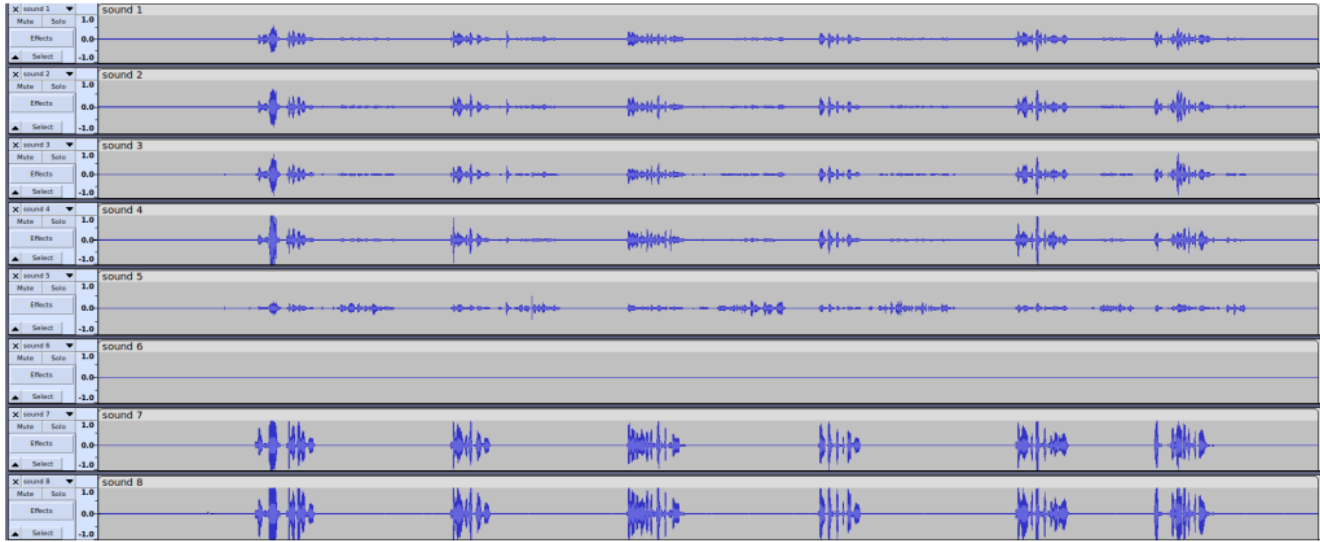 × sound 1 ▼ sound 1
Mute Solo 1.0
Effects 0.0
▲ Select -1.0
× sound 2 ▼ sound 2
Mute Solo 1.0
Effects 0.0
▲ Select -1.0
× sound 3 ▼ sound 3
Mute Solo 1.0
Effects 0.0
▲ Select -1.0
× sound 4 ▼ sound 4
Mute Solo 1.0
Effects 0.0
▲ Select -1.0
× sound 5 ▼ sound 5
Mute Solo 1.0
Effects 0.0
▲ Select -1.0
× sound 6 ▼ sound 6
Mute Solo 1.0
Effects 0.0
▲ Select -1.0
× sound 7 ▼ sound 7
Mute Solo 1.0
Effects 0.0
▲ Select -1.0
× sound 8 ▼ sound 8
Mute Solo 1.0
Effects 0.0
▲ Select -1.0